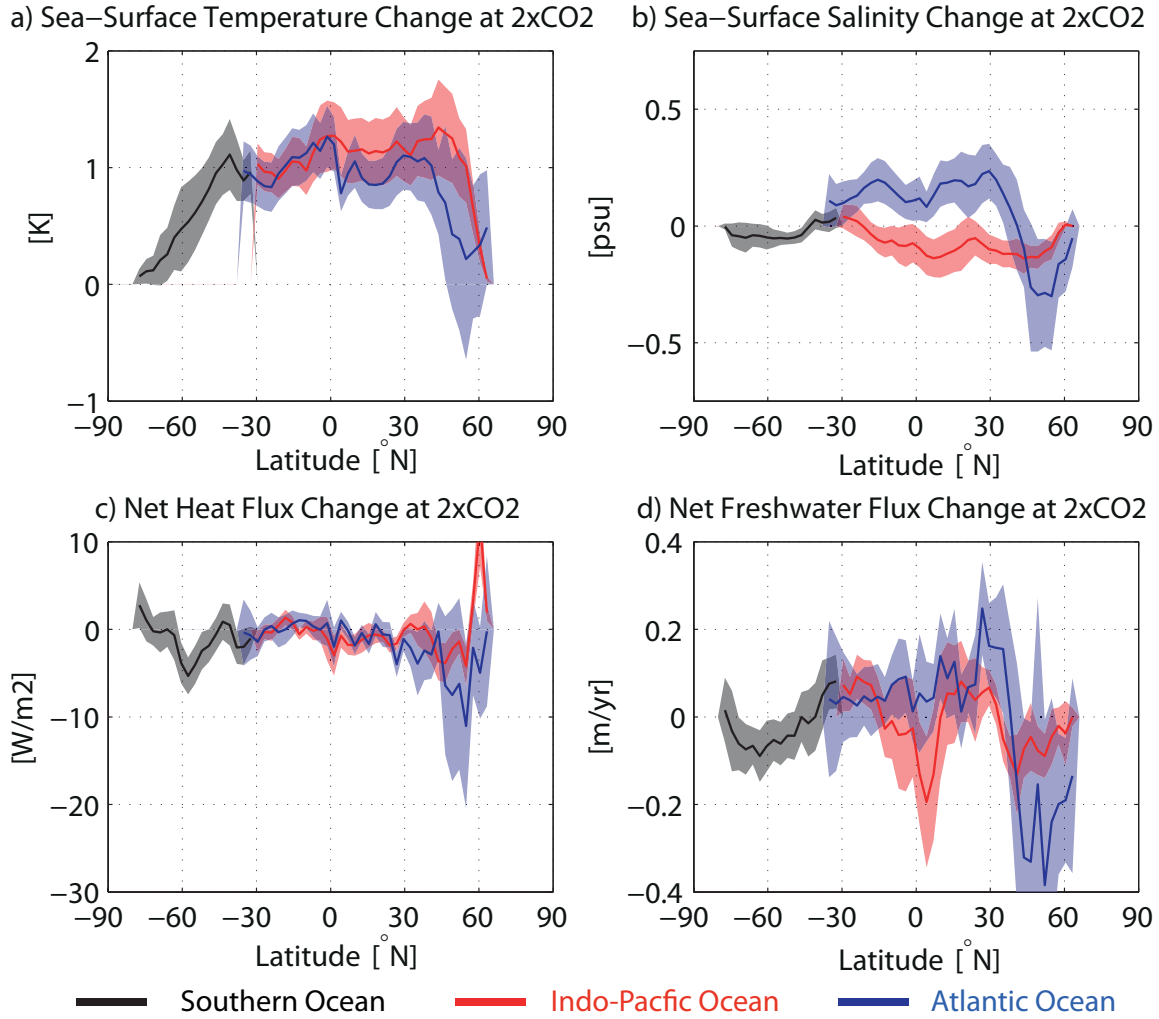 a) Sea−Surface Temperature Change at 2xCO2
2
1
0
−1
[K]
−90 −60 −30 0 30 60 90
Latitude [°N]
b) Sea−Surface Salinity Change at 2xCO2
0.5
0
−0.5
[psu]
−90 −60 −30 0 30 60 90
Latitude [°N]
c) Net Heat Flux Change at 2xCO2
10
0
−10
−20
−30
[W/m2]
−90 −60 −30 0 30 60 90
Latitude [°N]
d) Net Freshwater Flux Change at 2xCO2
0.4
0.2
0
−0.2
−0.4
[m/yr]
−90 −60 −30 0 30 60 90
Latitude [°N]
Southern Ocean Indo-Pacfic Ocean Atlantic Ocean